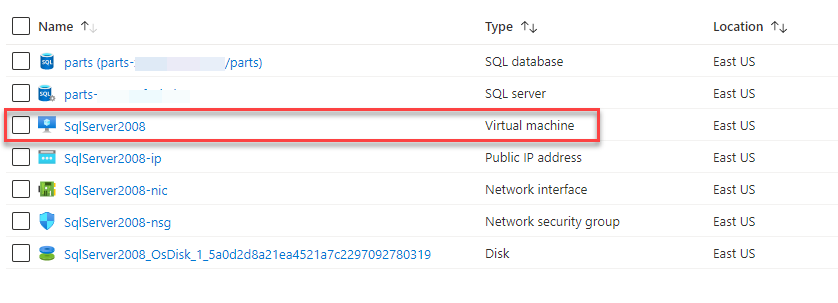 Name ↑↓ Type ↑↓ Location ↑↓
parts (parts- /parts) SQL database East US
parts- SQL server East US
SqlServer2008 Virtual machine East US
SqlServer2008-ip Public IP address East US
SqlServer2008-nic Network interface East US
SqlServer2008-nsg Network security group East US
SqlServer2008_OsDisk_1_5a0d2d8a21ea4521a7c2297092780319 Disk East US